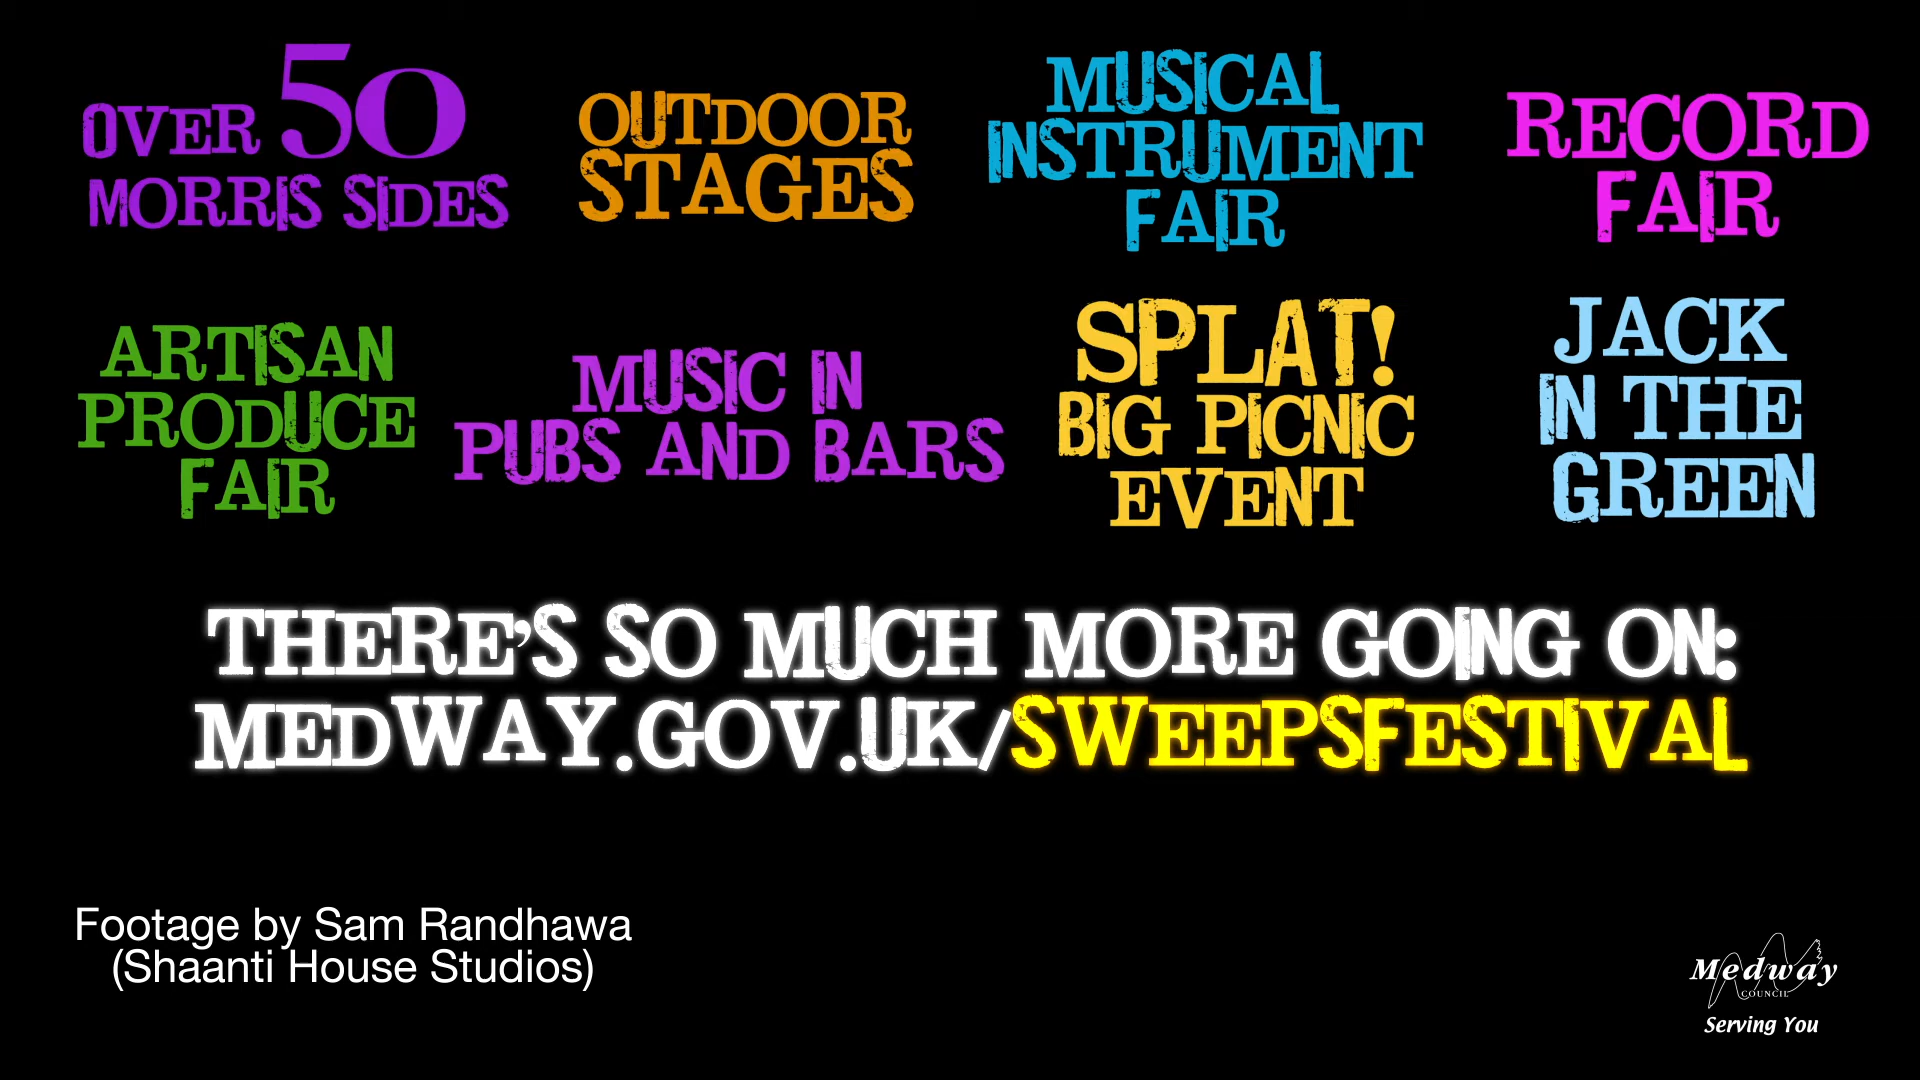 OVER 50
MORRIS SIDES
OUTDOOR
STAGES
MUSICAL
INSTRUMENT
FAIR
RECORD
FAIR
ARTISAN
PRODUCE
FAIR
MUSIC IN
PUBS AND BARS
SPLAT!
BIG PICNIC
EVENT
JACK
IN THE
GREEN
THERE'S SO MUCH MORE GOING ON:
MEDWAY.GOV.UK/SWEEPSFESTIVAL
Footage by Sam Randhawa
(Shaanti House Studios)
Medway
COUNCIL
Serving You